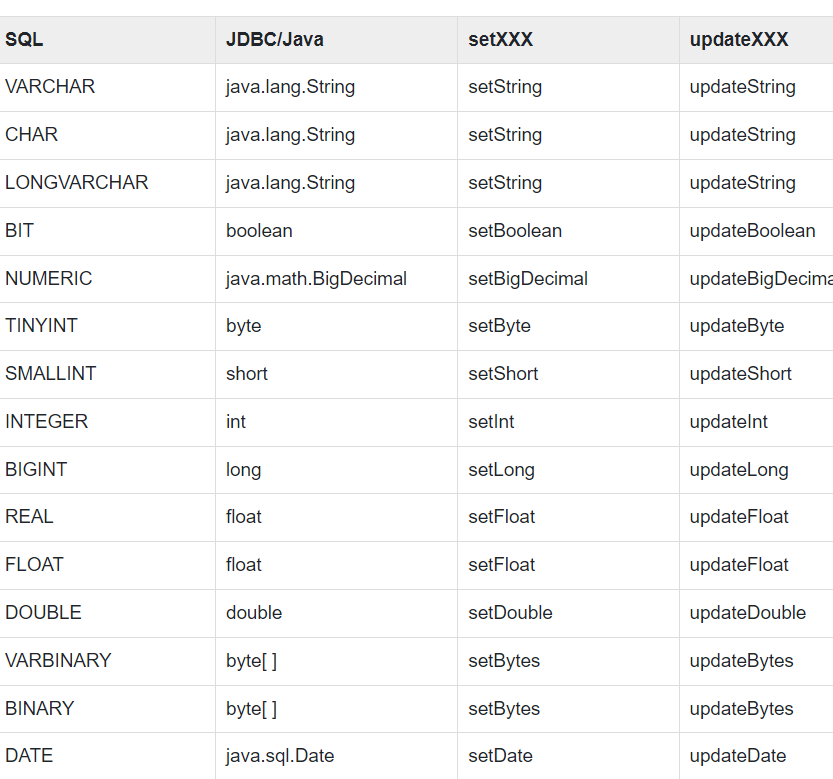 SQL JDBC/Java setXXX updateXXX
VARCHAR java.lang.String setString updateString
CHAR java.lang.String setString updateString
LONGVARCHAR java.lang.String setString updateString
BIT boolean setBoolean updateBoolean
NUMERIC java.math.BigDecimal setBigDecimal updateBigDecima
TINYINT byte setByte updateByte
SMALLINT short setShort updateShort
INTEGER int setInt updateInt
BIGINT long setLong updateLong
REAL float setFloat updateFloat
FLOAT float setFloat updateFloat
DOUBLE double setDouble updateDouble
VARBINARY byte[ ] setBytes updateBytes
BINARY byte[ ] setBytes updateBytes
DATE java.sql.Date setDate updateDate